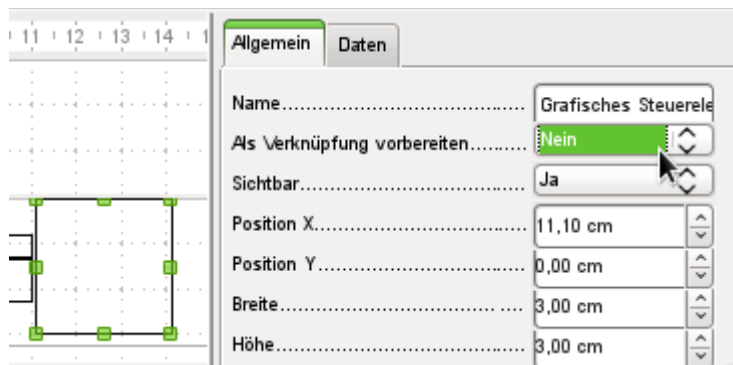 11 12 13 14 1
Allgemein Daten
Name.................................... Grafisches Steuerele
Als Verknüpfung vorbereiten.......... Nein
Sichtbar.................................. Ja
Position X................................ 11,10 cm
Position Y................................ 0,00 cm
Breite................................ .... 3,00 cm
Höhe..................................... 3,00 cm